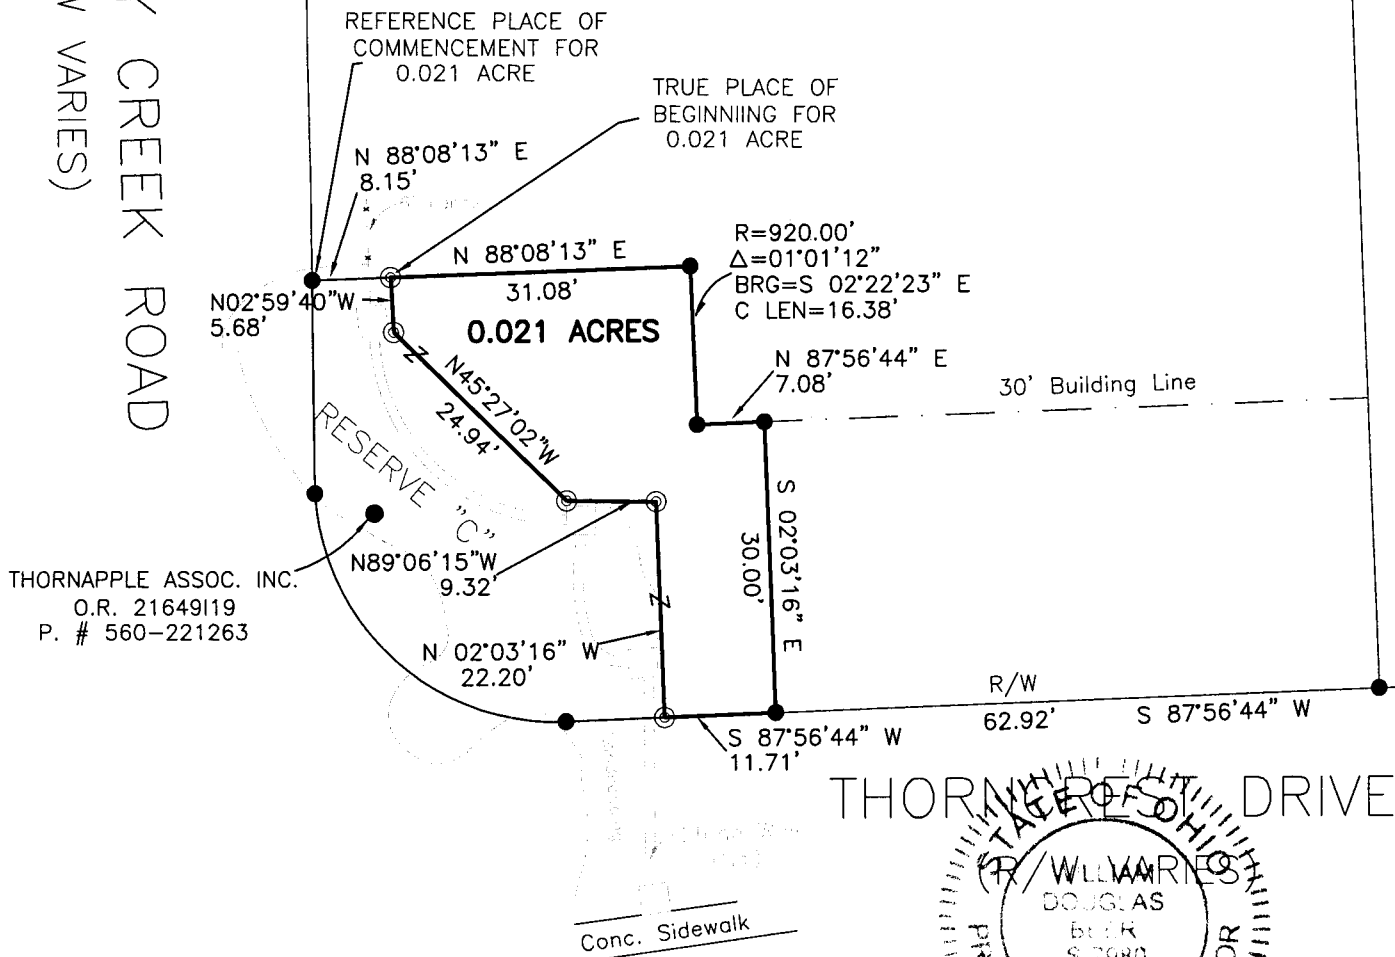 REFERENCE PLACE OF
COMMENCEMENT FOR
0.021 ACRE
TRUE PLACE OF
BEGINNIING FOR
0.021 ACRE
CREEK ROAD
VARIES)
N 88°08'13" E
8.15'
N 88°08'13" E
31.08'
R=920.00'
Δ=01°01'12"
BRG=S 02°22'23" E
C LEN=16.38'
N02°59'40"W
5.68'
0.021 ACRES
N 87°56'44" E
7.08'
30' Building Line
N45°27'02"W
24.94'
RESERVE "C"
S 02°03'16" E
30.00'
N89°06'15"W
9.32'
THORNAPPLE ASSOC. INC.
O.R. 21649I19
P. # 560-221263
N 02°03'16" W
22.20'
R/W
62.92'
S 87°56'44" W
S 87°56'44" W
11.71'
THORNCREST DRIVE
(R/W VARIES)
STATE OF OHIO
WILLIAM
DOUGLAS
Conc. Sidewalk